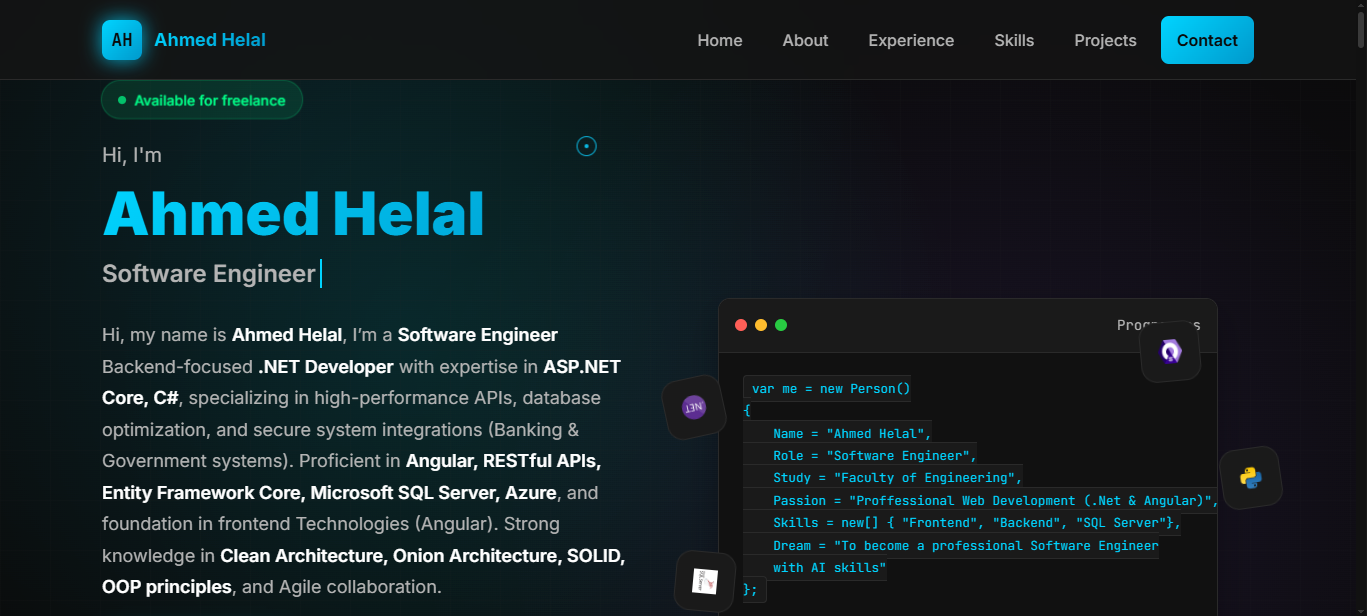 AH Ahmed Helal Home About Experience Skills Projects Contact
Available for freelance
Hi, I'm
Ahmed Helal
Software Engineer
Hi, my name is Ahmed Helal, I’m a Software Engineer
Backend-focused .NET Developer with expertise in ASP.NET
Core, C#, specializing in high-performance APIs, database
optimization, and secure system integrations (Banking &
Government systems). Proficient in Angular, RESTful APIs,
Entity Framework Core, Microsoft SQL Server, Azure, and
foundation in frontend Technologies (Angular). Strong
knowledge in Clean Architecture, Onion Architecture, SOLID,
OOP principles, and Agile collaboration.
.NET
var me = new Person()
{
Name = "Ahmed Helal",
Role = "Software Engineer",
Study = "Faculty of Engineering",
Passion = "Proffessional Web Development (.Net & Angular)",
Skills = new[] { "Frontend", "Backend", "SQL Server"},
Dream = "To become a professional Software Engineer
with AI skills"
};